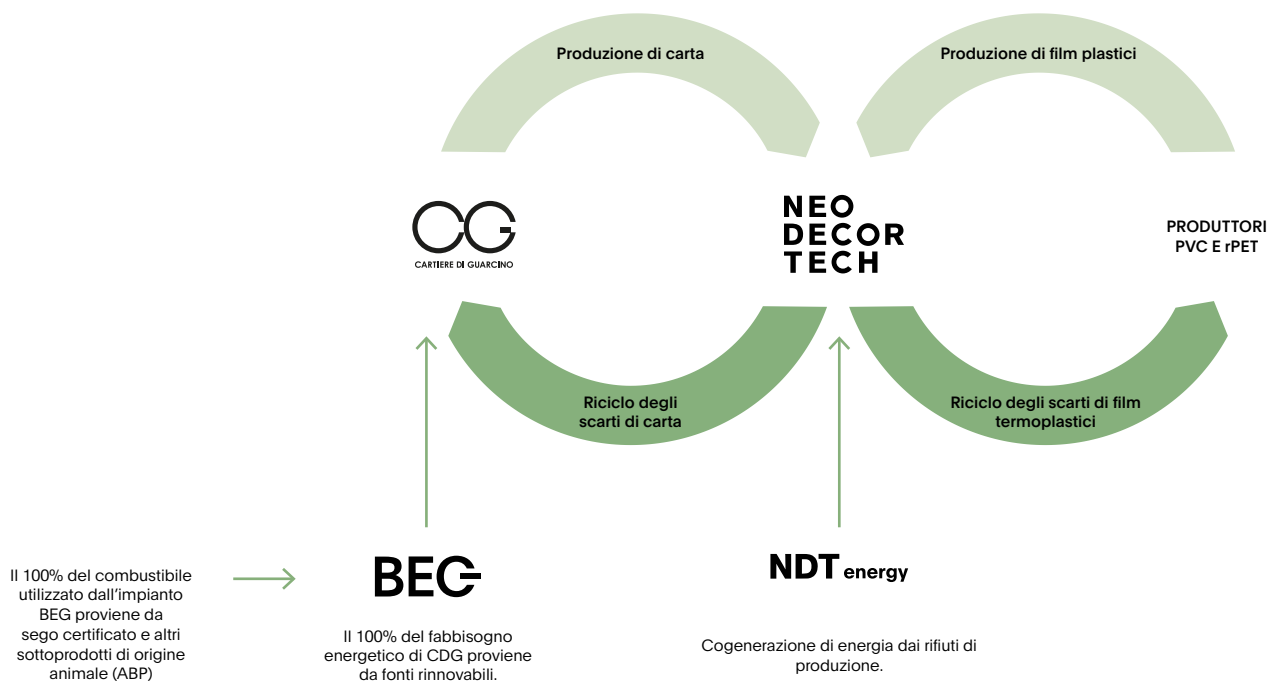 Produzione di carta
Produzione di film plastici
CG
CARTIERE DI GUARCINO
NEO
DECOR
TECH
PRODUTTORI
PVC E rPET
Riciclo degli
scarti di carta
Riciclo degli scarti di film
termoplastici
Il 100% del combustibile
utilizzato dall’impianto
BEG proviene da
sego certificato e altri
sottoprodotti di origine
animale (ABP)
BEG
Il 100% del fabbisogno
energetico di CDG proviene
da fonti rinnovabili.
NDT energy
Cogenerazione di energia dai rifiuti di
produzione.